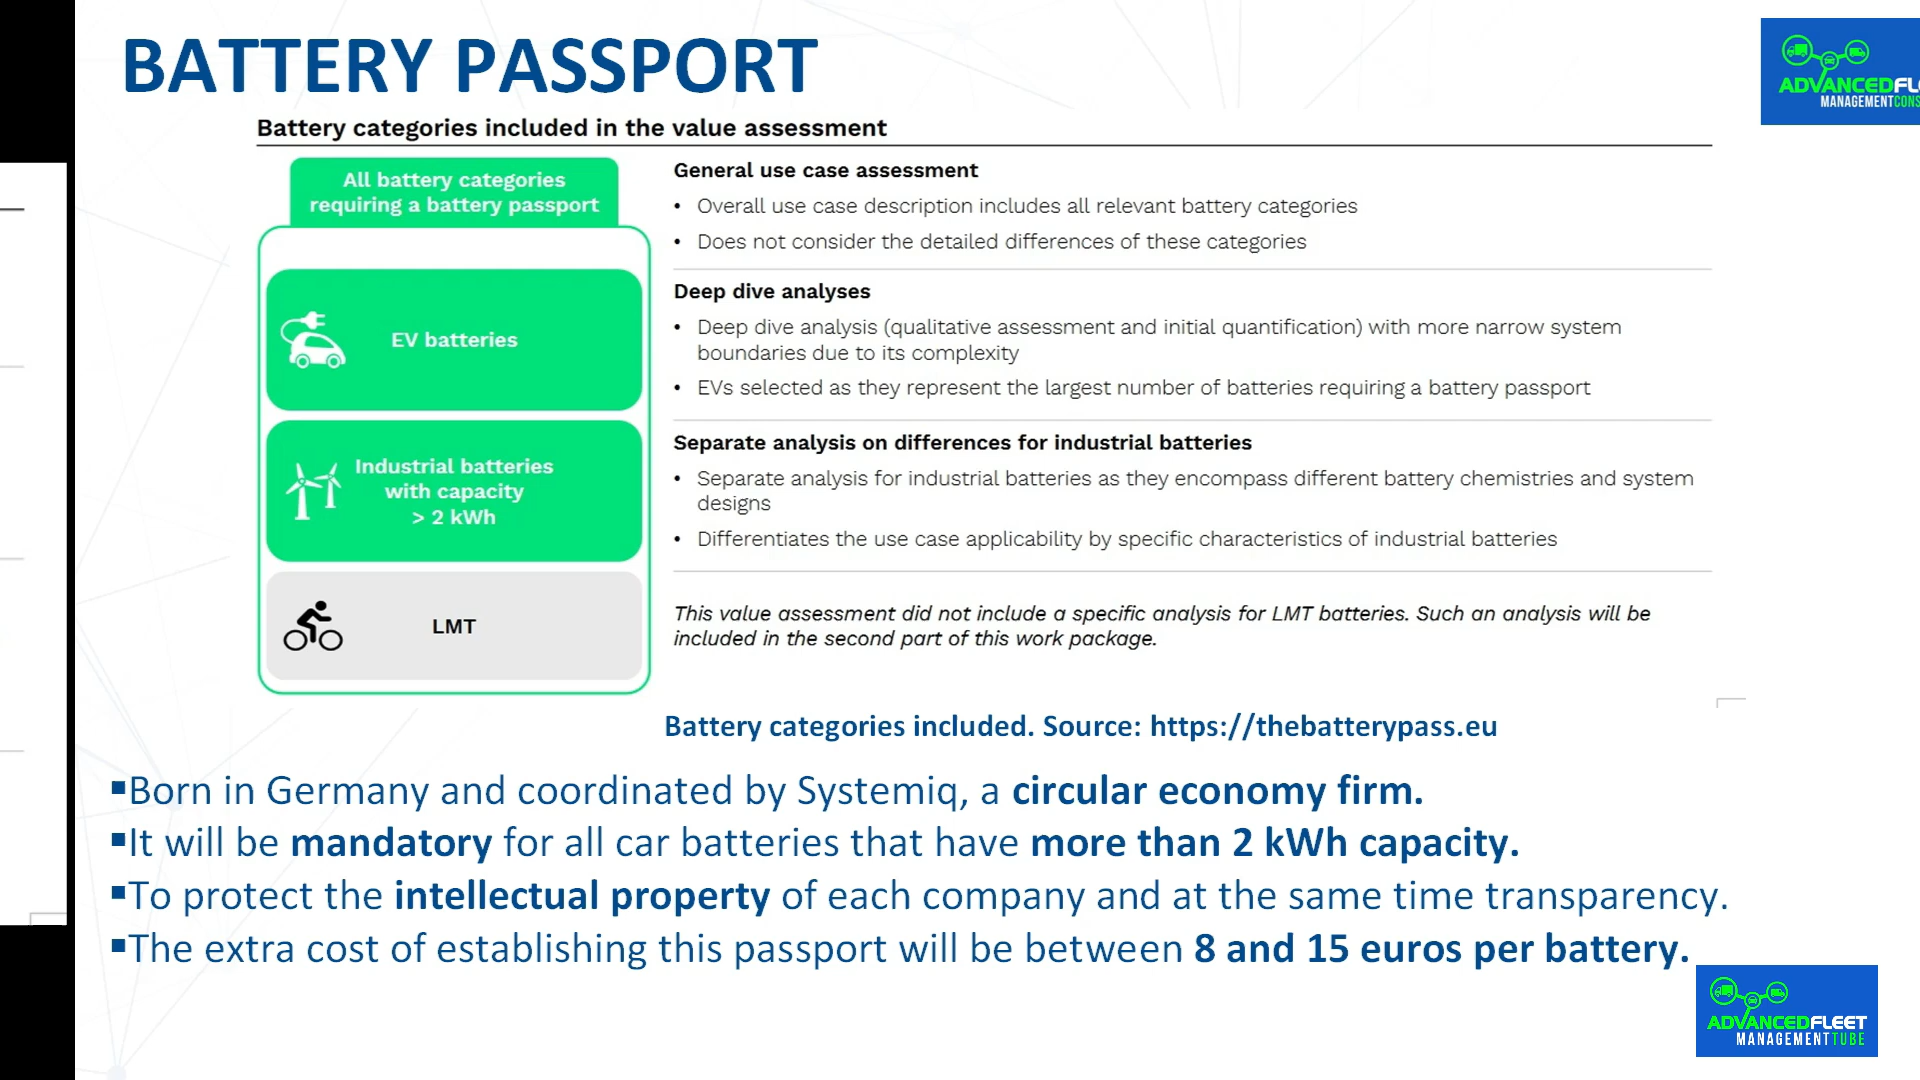 BATTERY PASSPORT
ADVANCEDFL
MANAGEMENTCONS
Battery categories included in the value assessment
All battery categories
requiring a battery passport
General use case assessment
• Overall use case description includes all relevant battery categories
• Does not consider the detailed differences of these categories
EV batteries
Deep dive analyses
• Deep dive analysis (qualitative assessment and initial quantification) with more narrow system
boundaries due to its complexity
• EVs selected as they represent the largest number of batteries requiring a battery passport
Industrial batteries
with capacity
> 2 kWh
Separate analysis on differences for industrial batteries
• Separate analysis for industrial batteries as they encompass different battery chemistries and system
designs
• Differentiates the use case applicability by specific characteristics of industrial batteries
LMT
This value assessment did not include a specific analysis for LMT batteries. Such an analysis will be
included in the second part of this work package.
Battery categories included. Source: https://thebatterypass.eu
▪Born in Germany and coordinated by Systemiq, a circular economy firm.
▪It will be mandatory for all car batteries that have more than 2 kWh capacity.
▪To protect the intellectual property of each company and at the same time transparency.
▪The extra cost of establishing this passport will be between 8 and 15 euros per battery.
ADVANCEDFLEET
MANAGEMENTTUBE